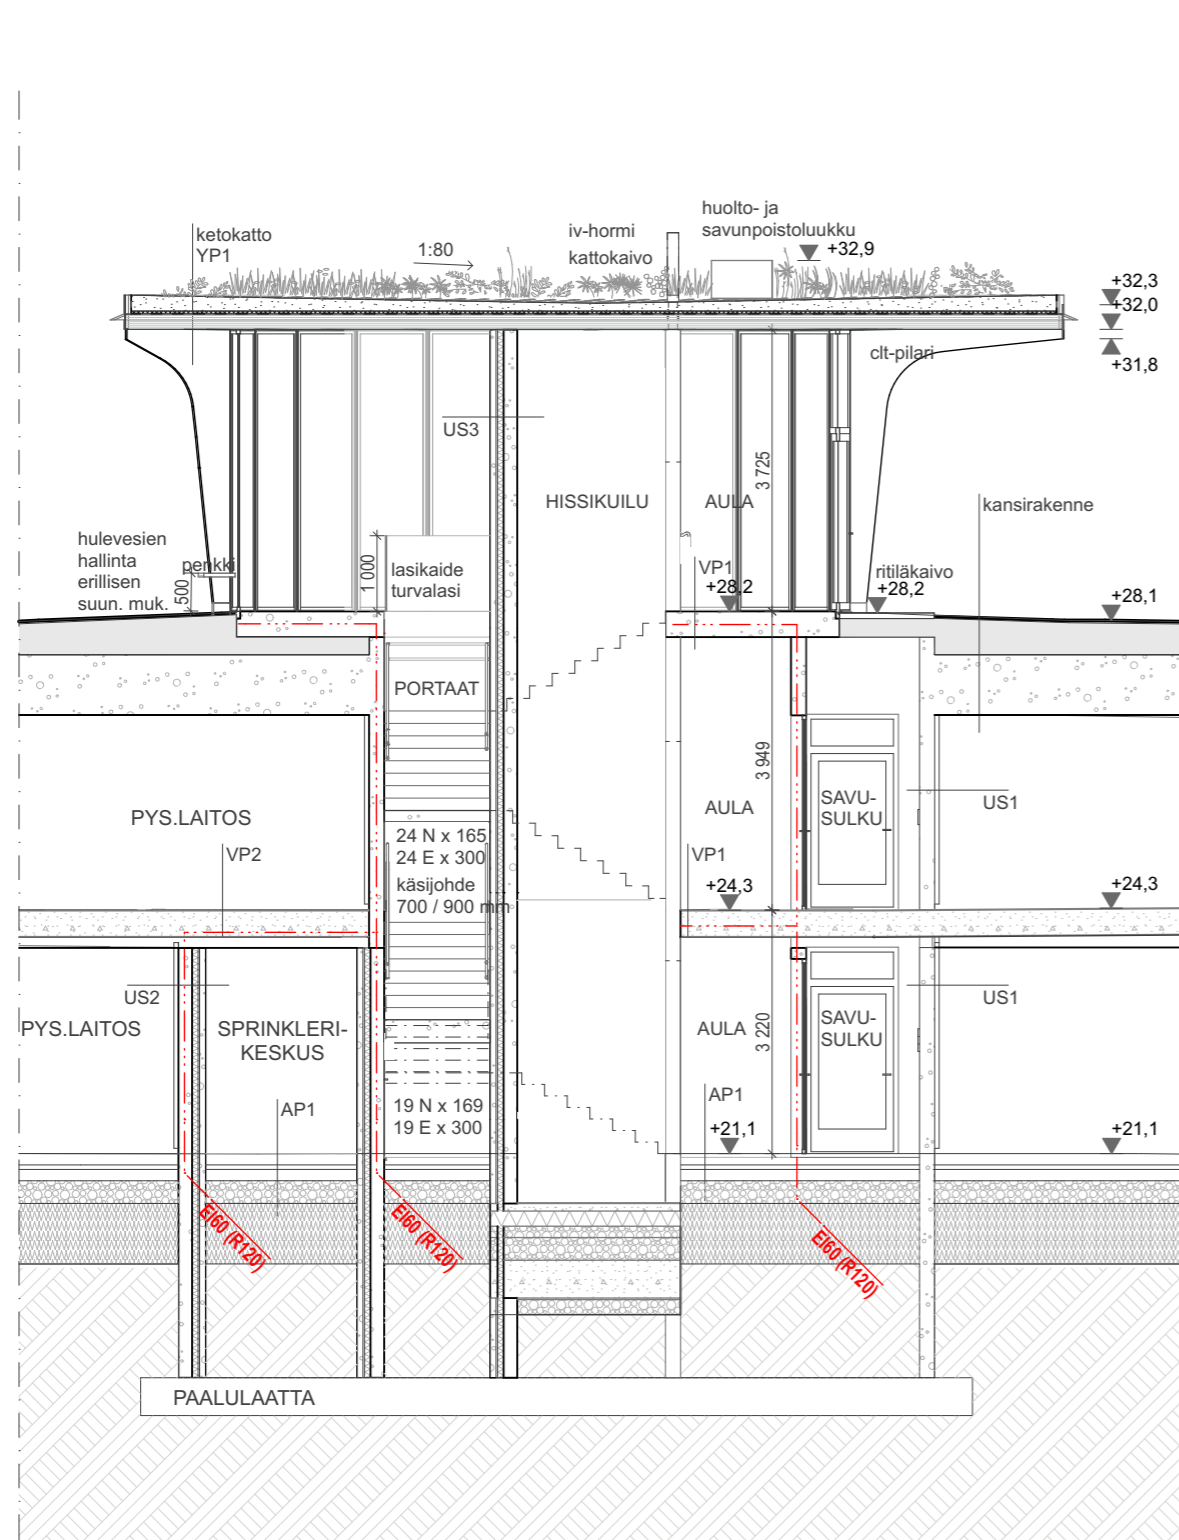 huolto- ja
savunpoistoluukku
+32,9
iv-hormi
kattokaivo
ketokatto
YP1
1:80
+32,3
+32,0
+31,8
clt-pilari
US3
3 725
HISSIKUILU
AULA
kansirakenne
hulevesien
hallinta
erillisen
suun. muk.
penkki
500
1 000
lasikaide
turvalasi
VP1
+28,2
ritiläkaivo
+28,2
+28,1
PORTAAT
3 949
PYS.LAITOS
VP2
24 N x 165
24 E x 300
käsijohde
700 / 900 mm
AULA
VP1
+24,3
SAVU-
SULKU
US1
+24,3
US2
PYS.LAITOS
SPRINKLERI-
KESKUS
AULA
3 220
SAVU-
SULKU
US1
AP1
19 N x 169
19 E x 300
AP1
+21,1
+21,1
EI60 (R120)
EI60 (R120)
EI60 (R120)
PAALULAATTA